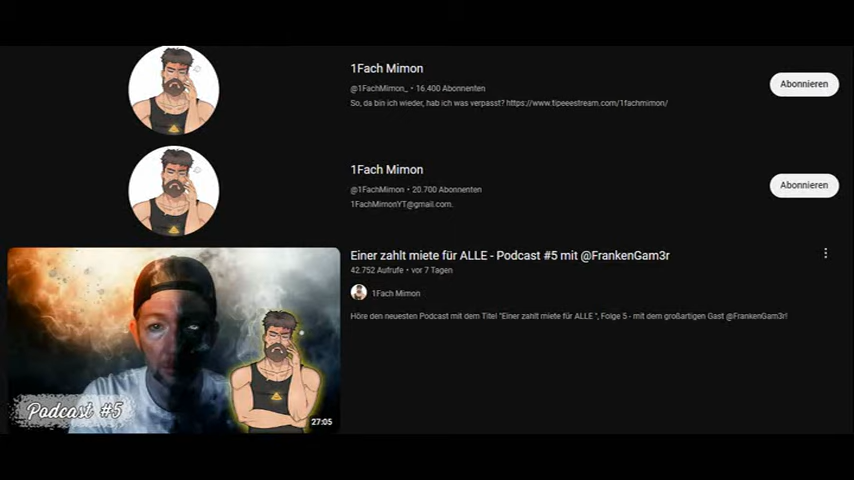 1Fach Mimon
@1FachMimon_ • 16.400 Abonnenten
So, da bin ich wieder, hab ich was verpasst? https://www.tipeeestream.com/1fachmimon/
Abonnieren
1Fach Mimon
@1FachMimon • 20.700 Abonnenten
1FachMimonYT@gmail.com.
Abonnieren
Einer zahlt miete für ALLE - Podcast #5 mit @FrankenGam3r
42.752 Aufrufe • vor 7 Tagen
1Fach Mimon
Höre den neuesten Podcast mit dem Titel "Einer zahlt miete für ALLE ", Folge 5 - mit dem großartigen Gast @FrankenGam3r!
Podcast #5
27:05